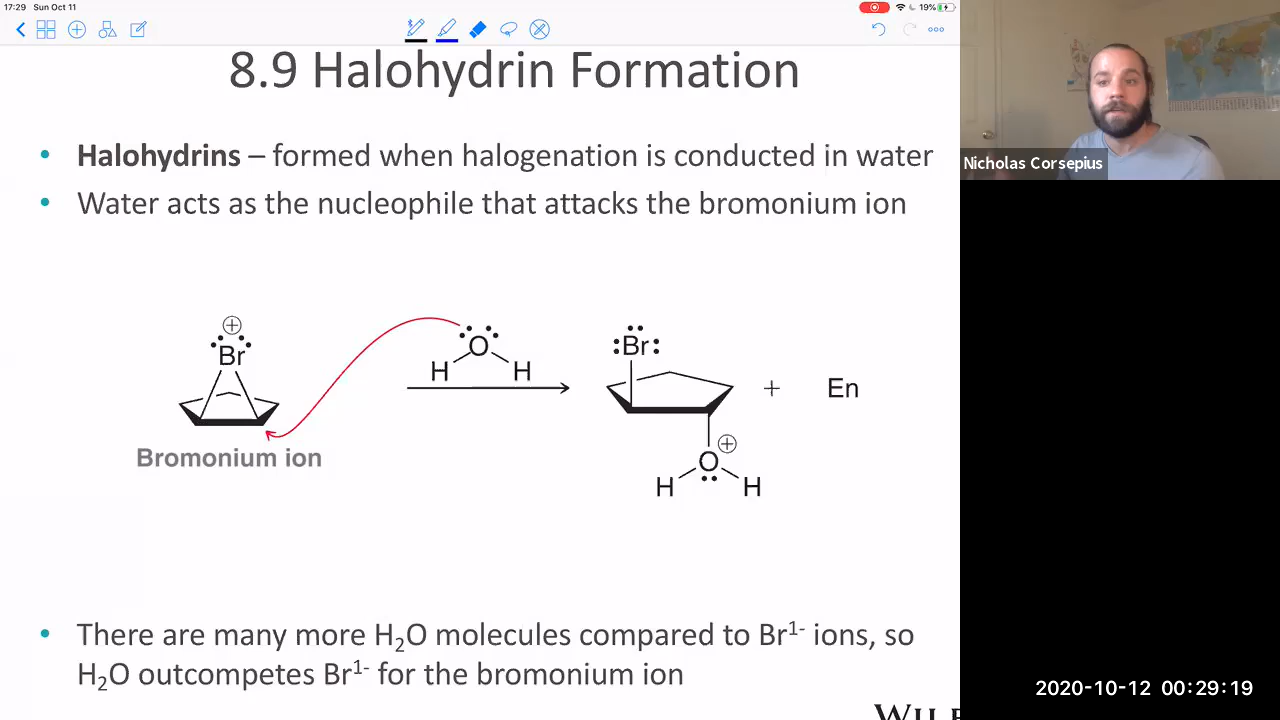 17:29 Sun Oct 11
19%
8.9 Halohydrin Formation
• Halohydrins – formed when halogenation is conducted in water
Nicholas Corsepius
• Water acts as the nucleophile that attacks the bromonium ion
⊕
Br
O
H H
:Br:
+ En
Bromonium ion
⊕
O
H H
• There are many more H₂O molecules compared to Br¹⁻ ions, so
H₂O outcompetes Br¹⁻ for the bromonium ion
2020-10-12 00:29:19